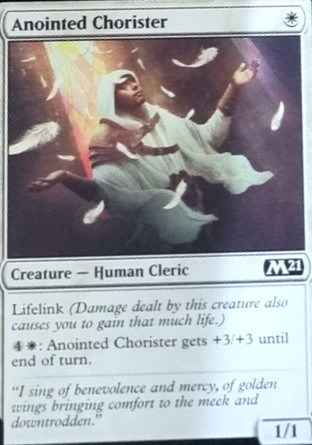 Anointed Chorister
Creature — Human Cleric
M21
Lifelink (Damage dealt by this creature also
causes you to gain that much life.)
4: Anointed Chorister gets +3/+3 until
end of turn.
"I sing of benevolence and mercy, of golden
wings bringing comfort to the meek and
downtrodden."
1/1